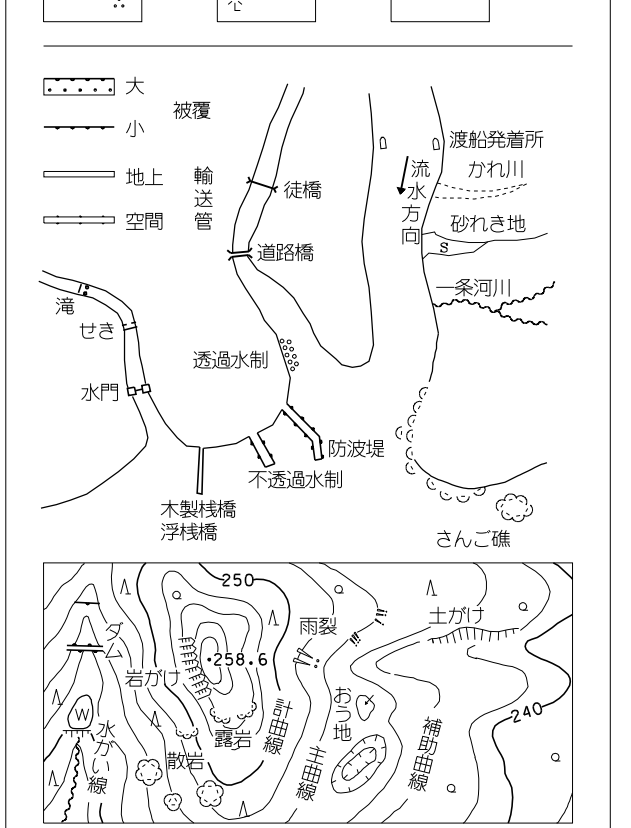 大
小
被覆
地上
空間
輸送管
徒橋
道路橋
渡船発着所
流水方向
かれ川
砂れき地
s
一条河川
滝
せき
水門
透過水制
防波堤
不透過水制
木製桟橋
浮桟橋
さんご礁
250
ダム
岩がけ
・258.6
雨裂
土がけ
W
水がい線
散岩
露岩
計曲線
主曲線
おう地
補助曲線
240